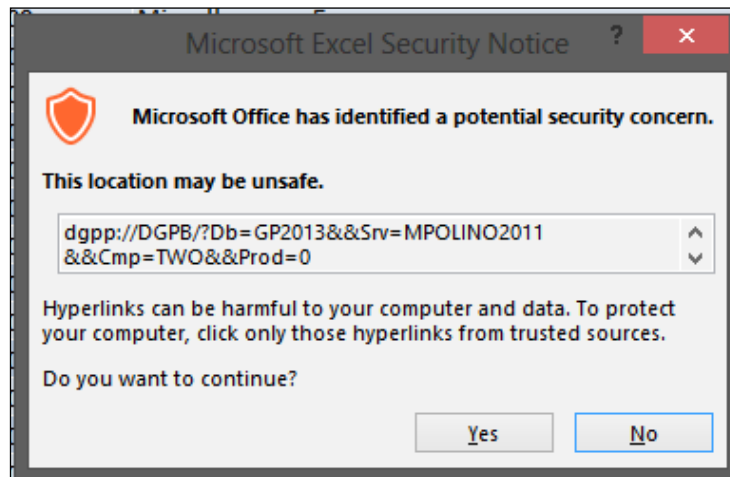 Microsoft Excel Security Notice ? ×
Microsoft Office has identified a potential security concern.
This location may be unsafe.
dgpp://DGPB/?Db=GP2013&&Srv=MPOLINO2011
&&Cmp=TWO&&Prod=0
Hyperlinks can be harmful to your computer and data. To protect
your computer, click only those hyperlinks from trusted sources.
Do you want to continue?
Yes No